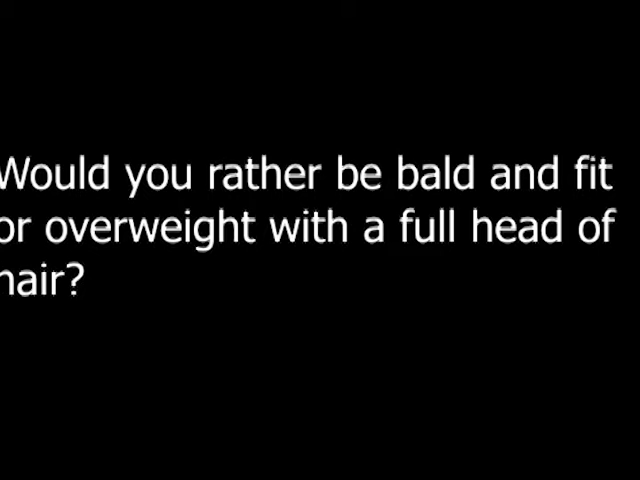 Would you rather be bald and fit
or overweight with a full head of
hair?